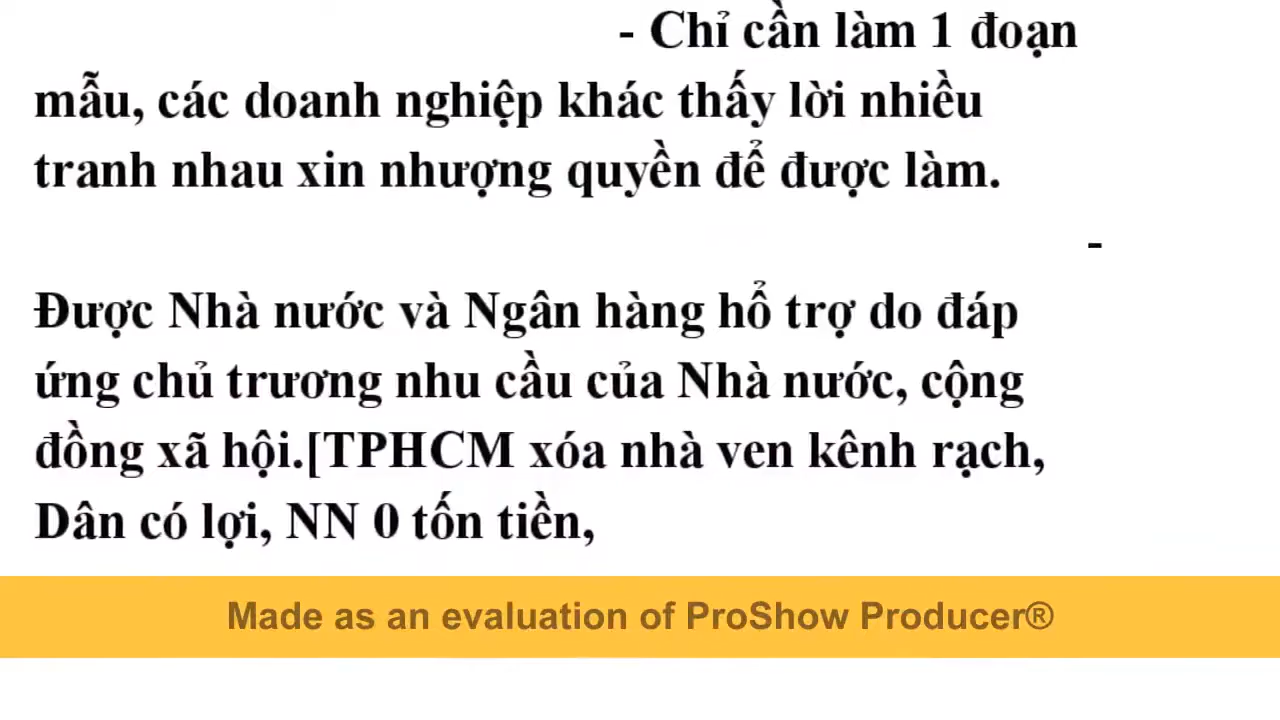 - Chỉ cần làm 1 đoạn
mẫu, các doanh nghiệp khác thấy lời nhiều
tranh nhau xin nhượng quyền để được làm.
-
Được Nhà nước và Ngân hàng hổ trợ do đáp
ứng chủ trương nhu cầu của Nhà nước, cộng
đồng xã hội.[TPHCM xóa nhà ven kênh rạch,
Dân có lợi, NN 0 tốn tiền,
Made as an evaluation of ProShow Producer®